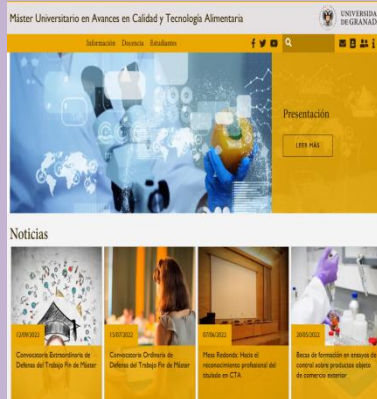 Máster Universitario en Avances en Calidad y Tecnología Alimentaria
UNIVERSIDA
DE GRANAD
Información Docencia Estudiantes
Presentación
LEER MÁS
Noticias
12/09/2022
Convocatoria Extraordinaria de
Defensa del Trabajo Fin de Máster
15/07/2022
Convocatoria Ordinaria de
Defensa del Trabajo Fin de Máster
07/06/2022
Mesa Redonda: Hacia el
reconocimiento profesional del
titulado en CTA
20/05/2022
Becas de formación en ensayos de
control sobre productos objeto
de comercio exterior